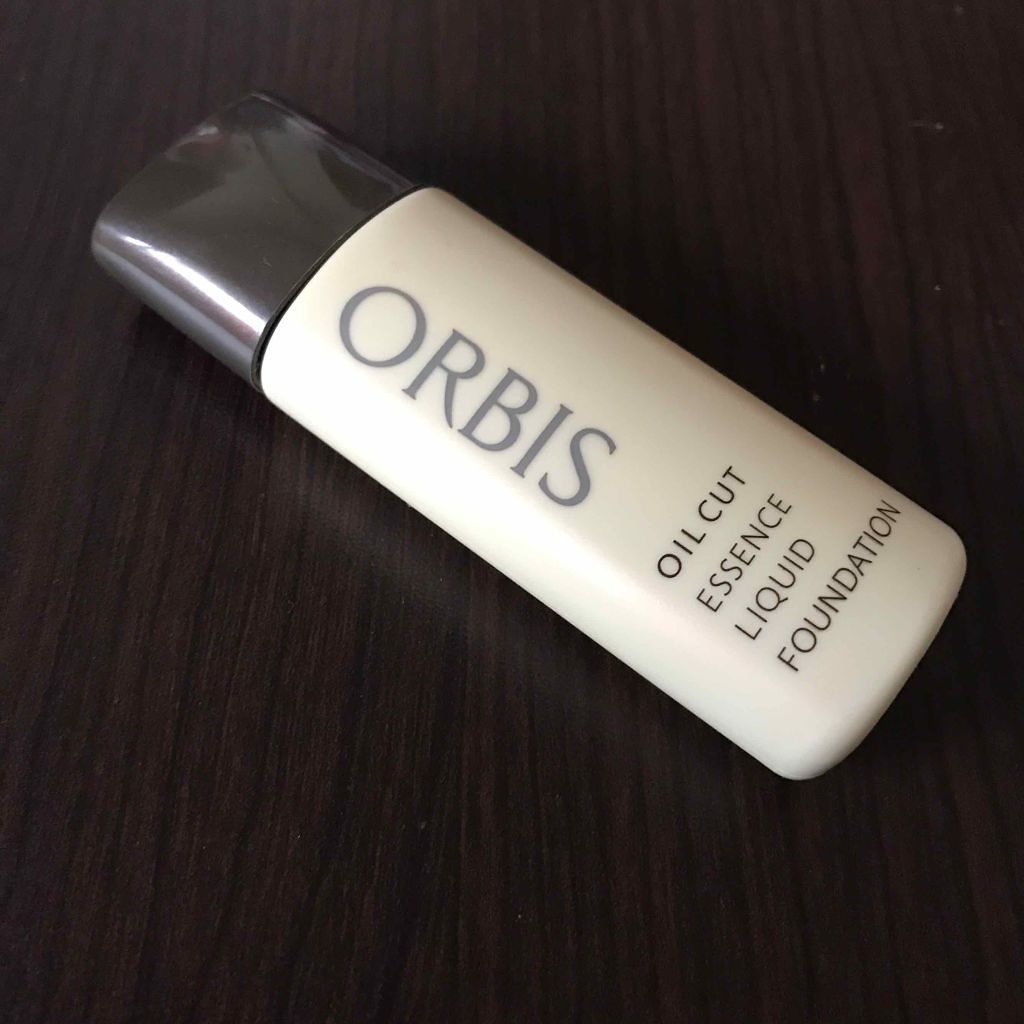 ORBIS
OIL CUT
ESSENCE
LIQUID
FOUNDATION